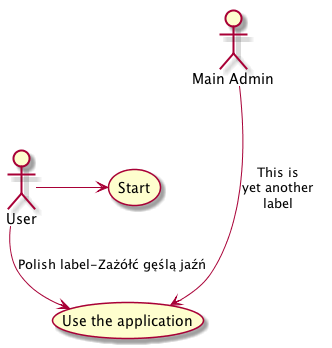 Main Admin
This is
yet another
label
Start
User
Polish label-Zażółć gęślą jaźń
Use the application